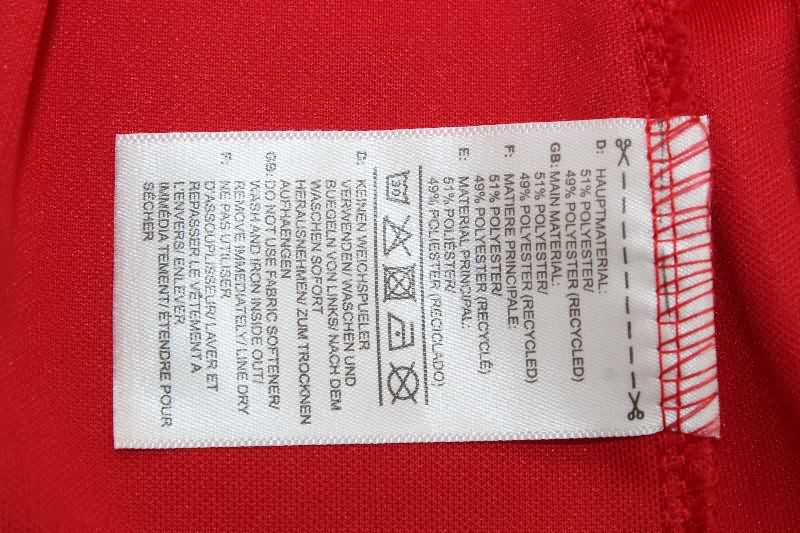 D: HAUPTMATERIAL:
51% POLYESTER/
49% POLYESTER (RECYCLED)
GB: MAIN MATERIAL:
51% POLYESTER/
49% POLYESTER (RECYCLED)
F: MATIERE PRINCIPALE:
51% POLYESTER/
49% POLYESTER (RECYCLÉ)
E: MATERIAL PRINCIPAL:
51% POLIÉSTER/
49% POLIÉSTER (RECICLADO)
30
D: KEINEN WEICHSPUELER
VERWENDEN/ WASCHEN UND
BUEGELN VON LINKS/ NACH DEM
WASCHEN SOFORT
HERAUSNEHMEN/ ZUM TROCKNEN
AUFHAENGEN
GB: DO NOT USE FABRIC SOFTENER/
WASH AND IRON INSIDE OUT/
REMOVE IMMEDIATELY/ LINE DRY
F: NE PAS UTILISER
D'ASSOUPLISSEUR/ LAVER ET
REPASSER LE VÊTEMENT A
L'ENVERS/ ENLEVER
IMMÉDIATEMENT/ ÉTENDRE POUR
SÉCHER